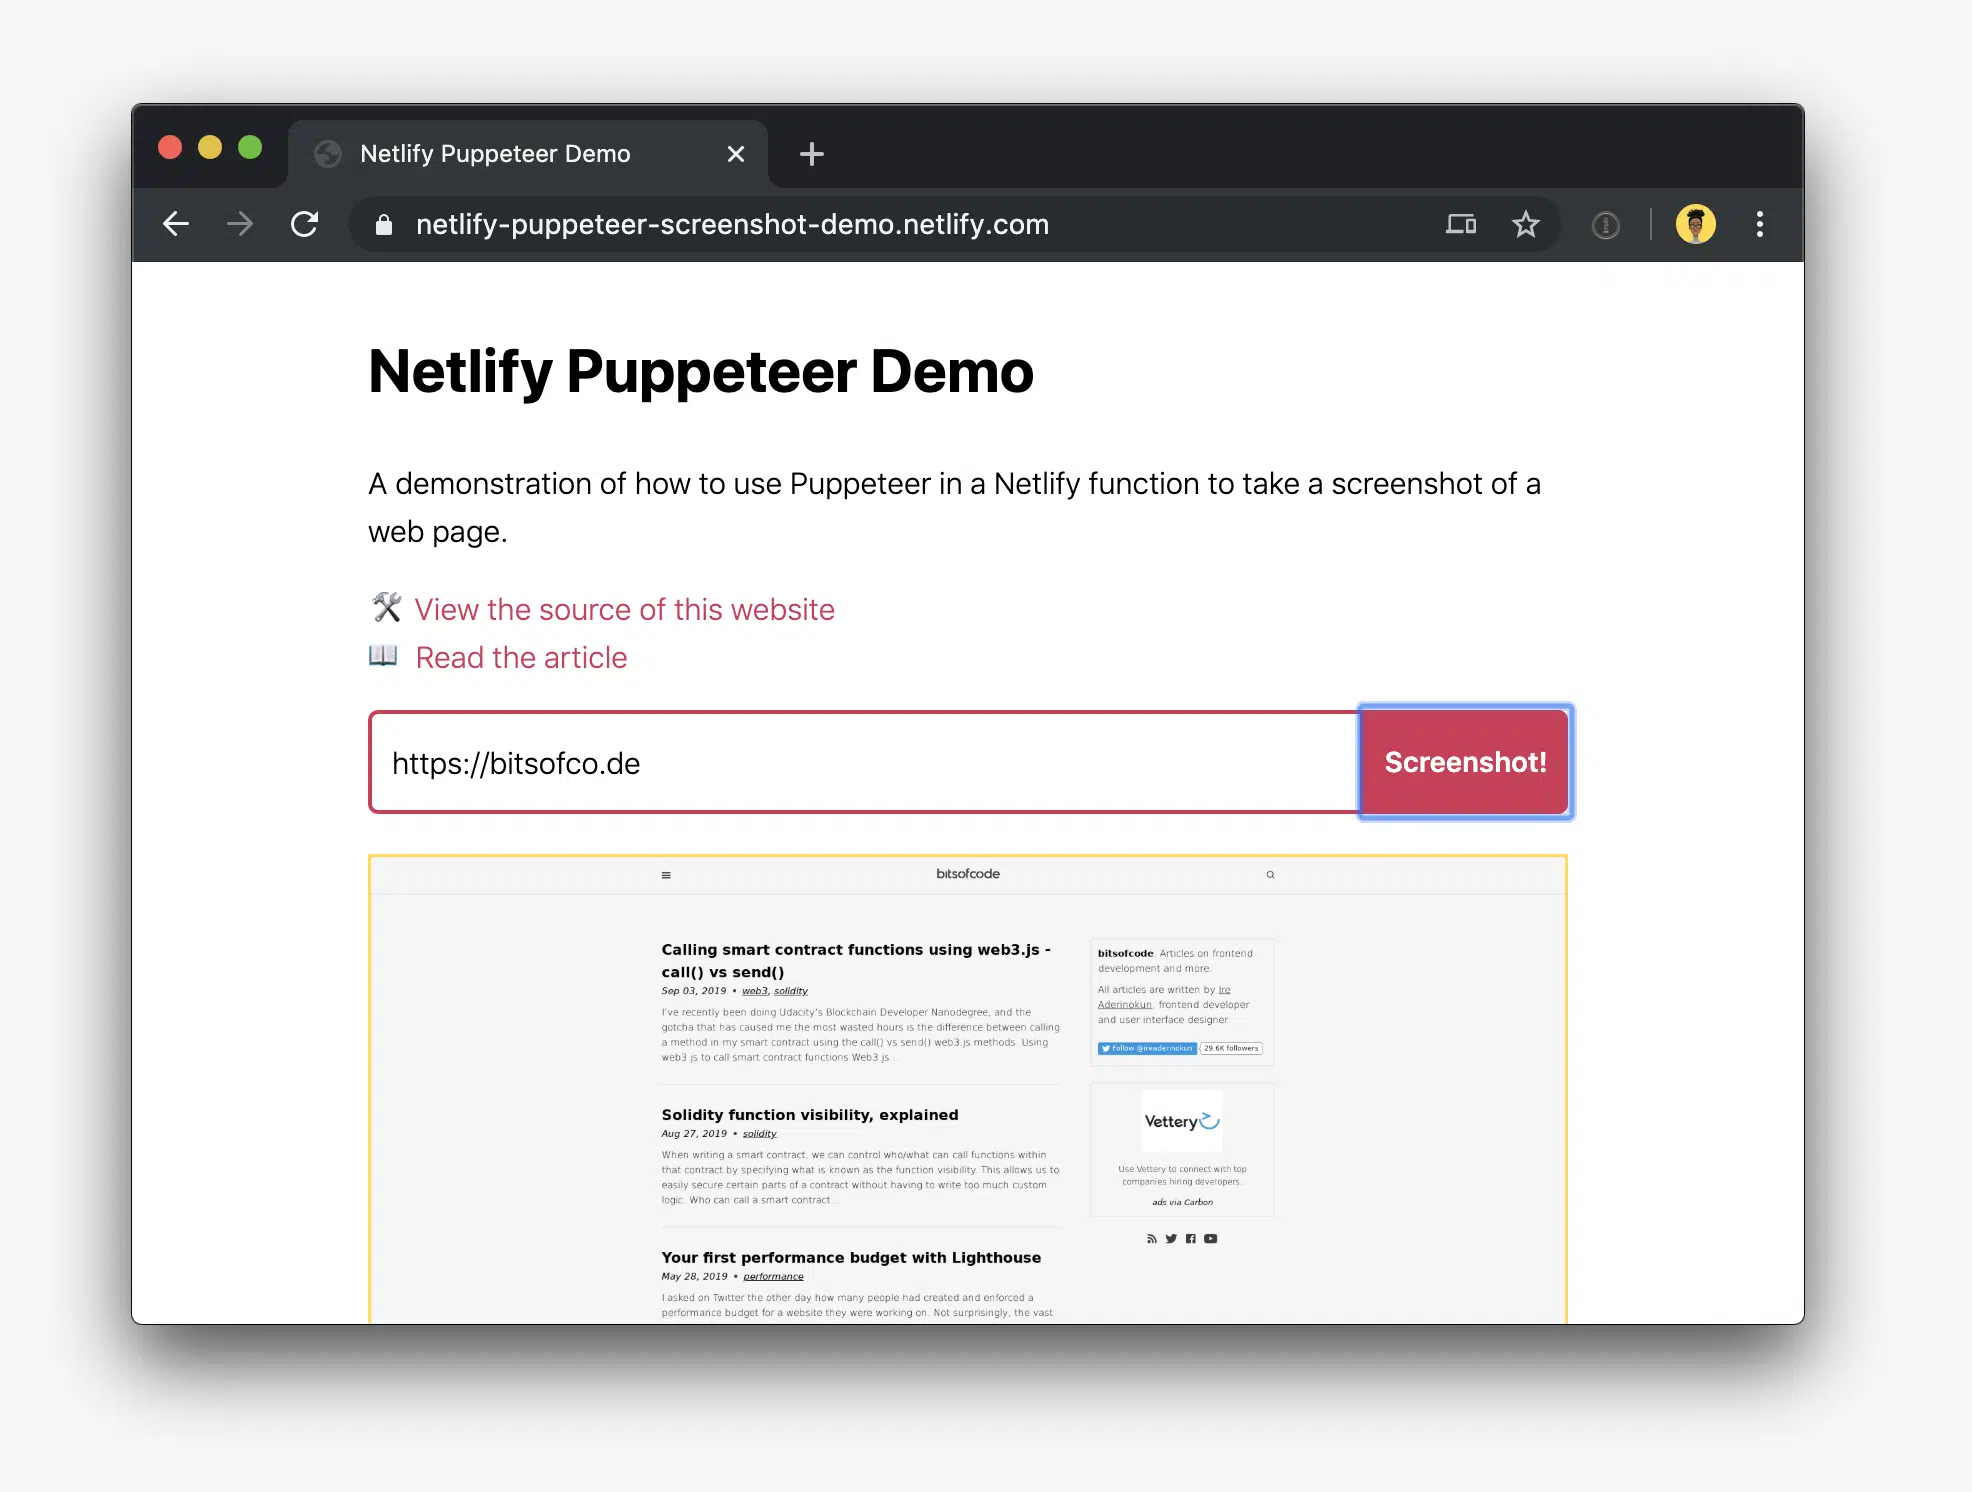 Netlify Puppeteer Demo
netlify-puppeteer-screenshot-demo.netlify.com
Netlify Puppeteer Demo
A demonstration of how to use Puppeteer in a Netlify function to take a screenshot of a
web page.
View the source of this website
Read the article
https://bitsofco.de
Screenshot!
bitsofcode
Calling smart contract functions using web3.js -
call() vs send()
Sep 03, 2019 • web3, solidity
I've recently been doing Udacity's Blockchain Developer Nanodegree, and the
gotcha that has caused me the most wasted hours is the difference between calling
a method in my smart contract using the call() vs send() web3.js methods. Using
web3.js to call smart contract functions Web3.js...
Solidity function visibility, explained
Aug 27, 2019 • solidity
When writing a smart contract, we can control who/what can call functions within
that contract by specifying what is known as the function visibility. This allows us to
easily secure certain parts of a contract without having to write too much custom
logic. Who can call a smart contract...
Your first performance budget with Lighthouse
May 28, 2019 • performance
I asked on Twitter the other day how many people had created and enforced a
performance budget for a website they were working on. Not surprisingly, the vast
bitsofcode. Articles on frontend
development and more.
All articles are written by Ire
Aderinokun, frontend developer
and user interface designer.
Follow @ireaderinokun
29.6K followers
Vettery
Use Vettery to connect with top
companies hiring developers.
ads via Carbon